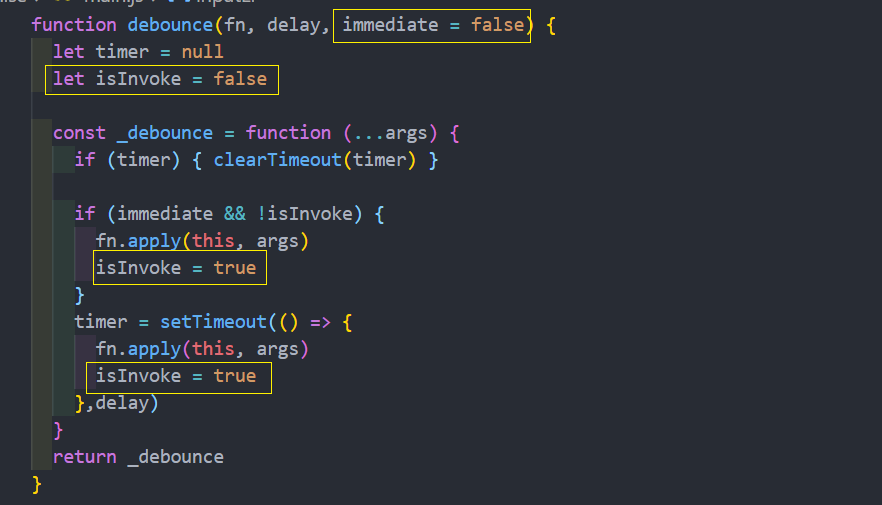 function debounce(fn, delay, immediate = false) {
let timer = null
let isInvoke = false
const _debounce = function (...args) {
if (timer) { clearTimeout(timer) }
if (immediate && !isInvoke) {
fn.apply(this, args)
isInvoke = true
}
timer = setTimeout(() => {
fn.apply(this, args)
isInvoke = true
},delay)
}
return _debounce
}